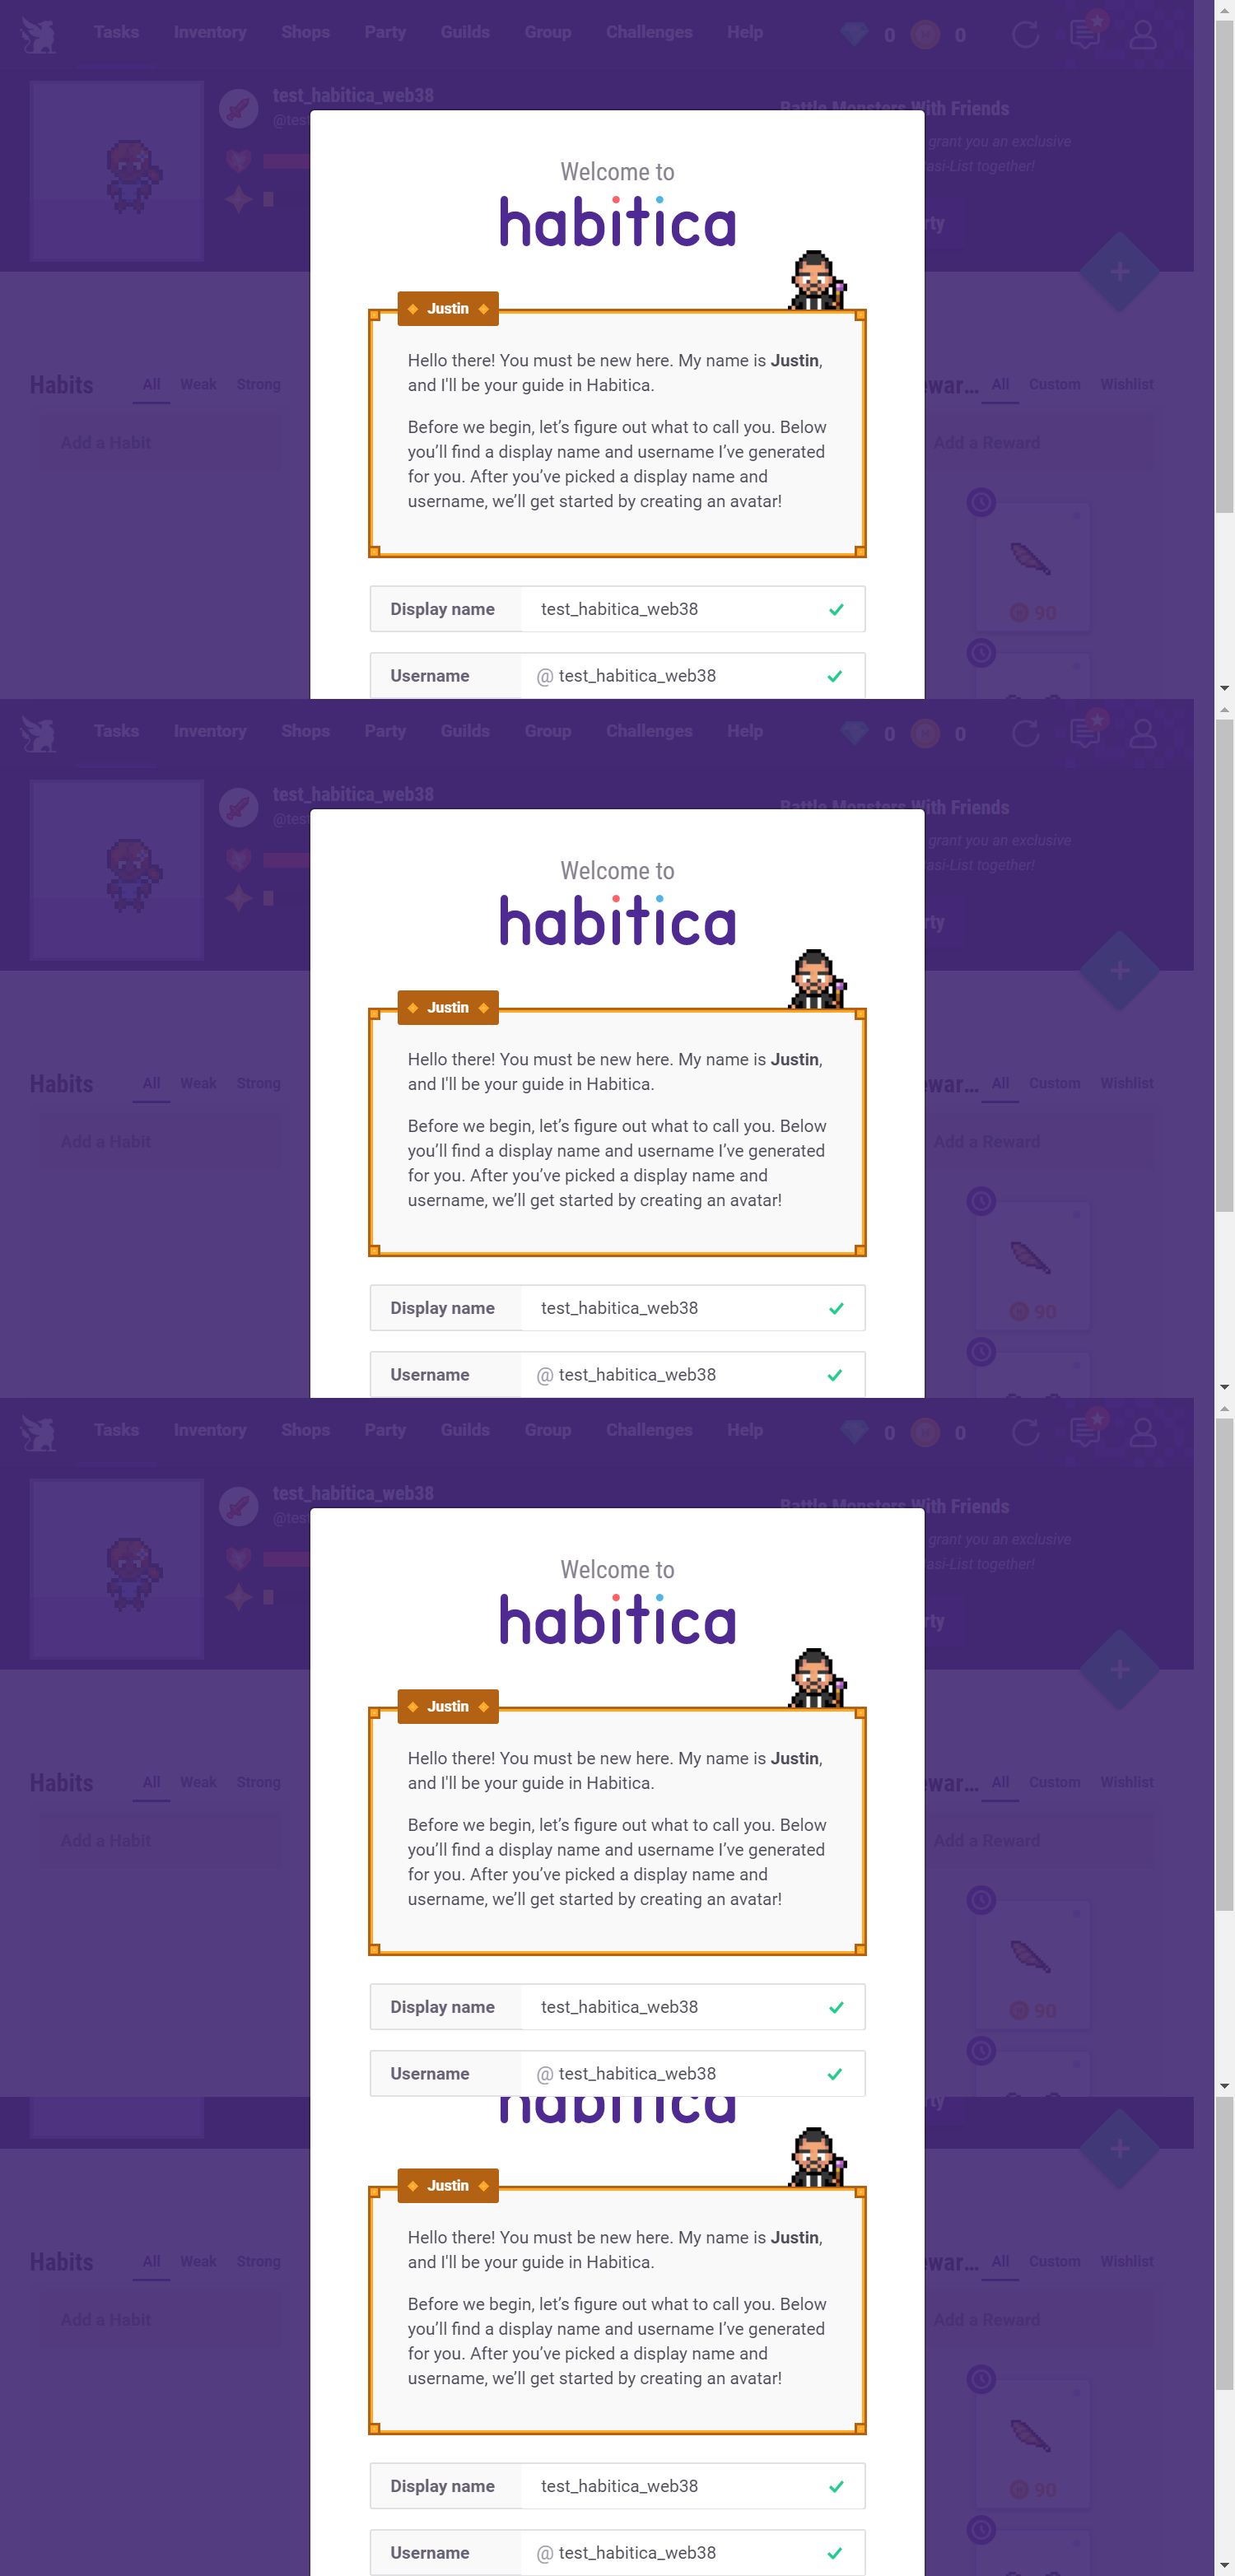 Tasks Inventory Shops Party Guilds Group Challenges Help 0 0
test_habitica_web38
@tes
Battle Monsters With Friends
grant you an exclusive
asi-List together!
rty
Welcome to
habitica
Justin
Hello there! You must be new here. My name is Justin,
and I'll be your guide in Habitica.
Before we begin, let’s figure out what to call you. Below
you’ll find a display name and username I’ve generated
for you. After you’ve picked a display name and
username, we’ll get started by creating an avatar!
Habits All Weak Strong
ewar... All Custom Wishlist
Add a Habit
Add a Reward
90
Display name test_habitica_web38
Username @ test_habitica_web38
Tasks Inventory Shops Party Guilds Group Challenges Help 0 0
test_habitica_web38
@tes
Battle Monsters With Friends
grant you an exclusive
asi-List together!
rty
Welcome to
habitica
Justin
Hello there! You must be new here. My name is Justin,
and I'll be your guide in Habitica.
Before we begin, let’s figure out what to call you. Below
you’ll find a display name and username I’ve generated
for you. After you’ve picked a display name and
username, we’ll get started by creating an avatar!
Habits All Weak Strong
ewar... All Custom Wishlist
Add a Habit
Add a Reward
90
Display name test_habitica_web38
Username @ test_habitica_web38
Tasks Inventory Shops Party Guilds Group Challenges Help 0 0
test_habitica_web38
@tes
Battle Monsters With Friends
grant you an exclusive
asi-List together!
rty
Welcome to
habitica
Justin
Hello there! You must be new here. My name is Justin,
and I'll be your guide in Habitica.
Before we begin, let’s figure out what to call you. Below
you’ll find a display name and username I’ve generated
for you. After you’ve picked a display name and
username, we’ll get started by creating an avatar!
Habits All Weak Strong
ewar... All Custom Wishlist
Add a Habit
Add a Reward
90
Display name test_habitica_web38
Username @ test_habitica_web38
habitica
rty
Justin
Hello there! You must be new here. My name is Justin,
and I'll be your guide in Habitica.
Before we begin, let’s figure out what to call you. Below
you’ll find a display name and username I’ve generated
for you. After you’ve picked a display name and
username, we’ll get started by creating an avatar!
Habits All Weak Strong
ewar... All Custom Wishlist
Add a Habit
Add a Reward
90
Display name test_habitica_web38
Username @ test_habitica_web38